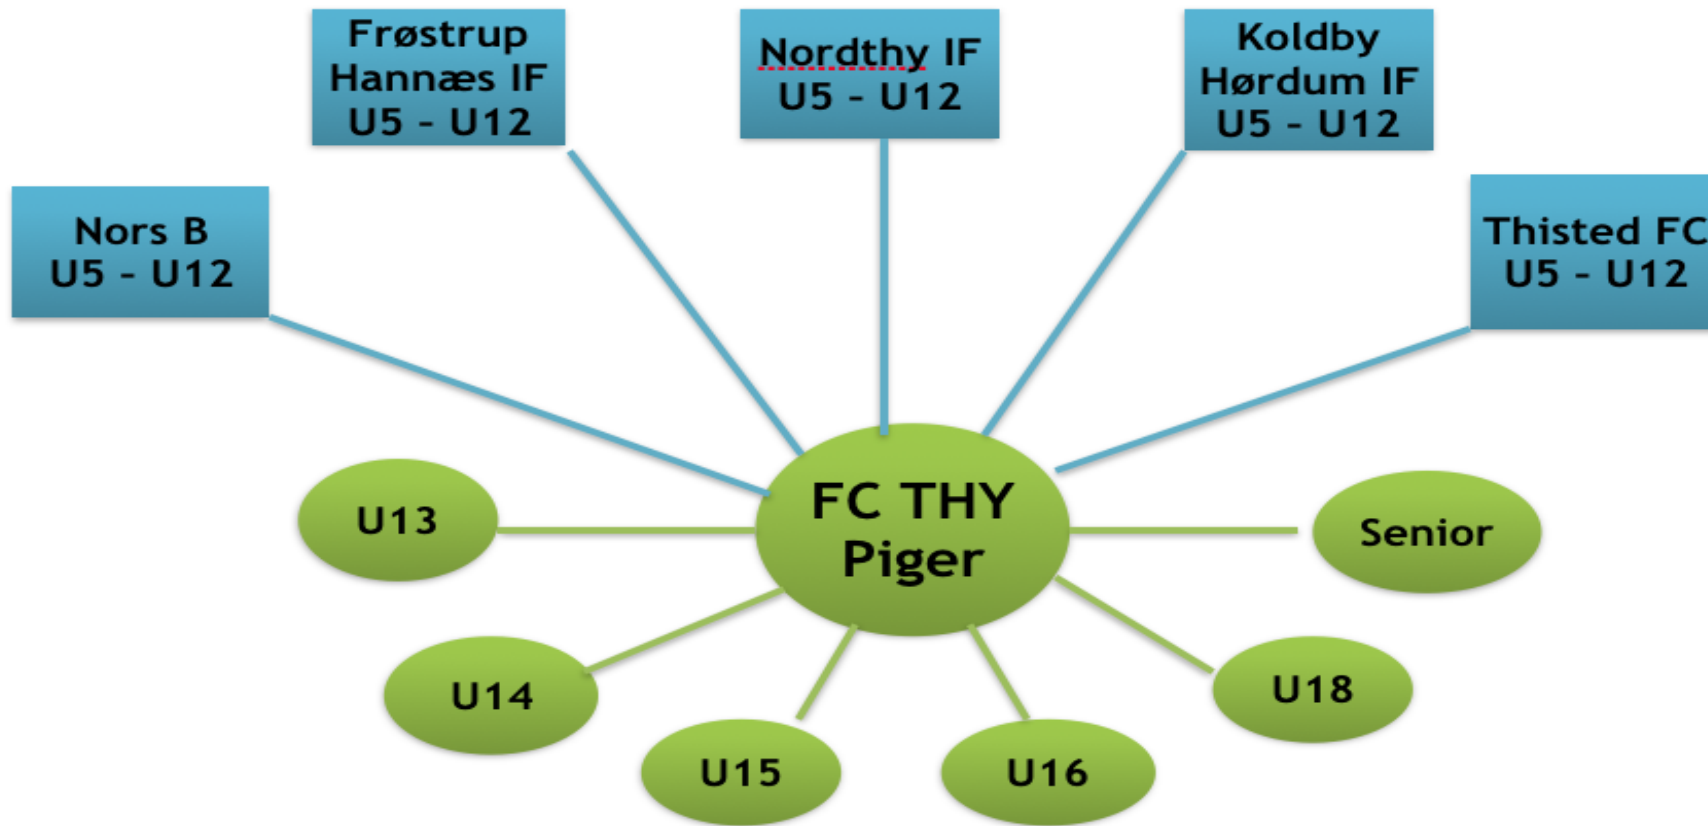 Frøstrup
Hannæs IF
U5 - U12
Nordthy IF
U5 - U12
Koldby
Hørdum IF
U5 - U12
Nors B
U5 - U12
Thisted FC
U5 - U12
FC THY
Piger
U13
Senior
U14
U18
U15
U16